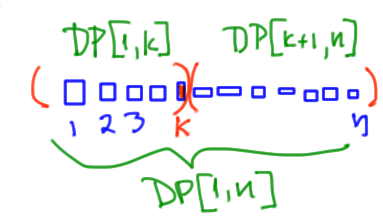 DP[1,k] DP[k+1,n]
( )( )
1 2 3 k n
DP[1,n]